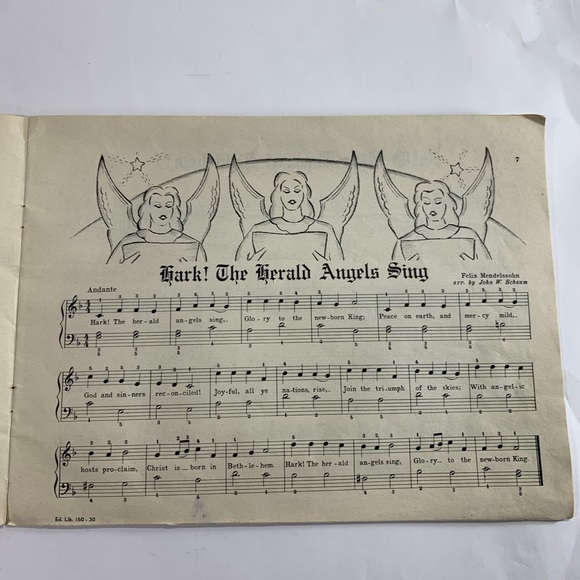 7
Hark! The Herald Angels Sing
Felix Mendelssohn
arr. by John W. Schaum
Andante
Hark! The her-ald an-gels sing,.. Glo-ry to the new-born King; Peace on earth, and mer-cy mild,..
God and sin-ners rec-on-ciled! Joy-ful, all ye na-tions, rise,.. Join the tri-umph of the skies; With an-gel-ic
hosts pro-claim, Christ is_ born in Beth-le-hem. Hark! The her-ald an-gels sing, Glo-ry_ to the new-born King.
Ed. Lib. 160 - 30